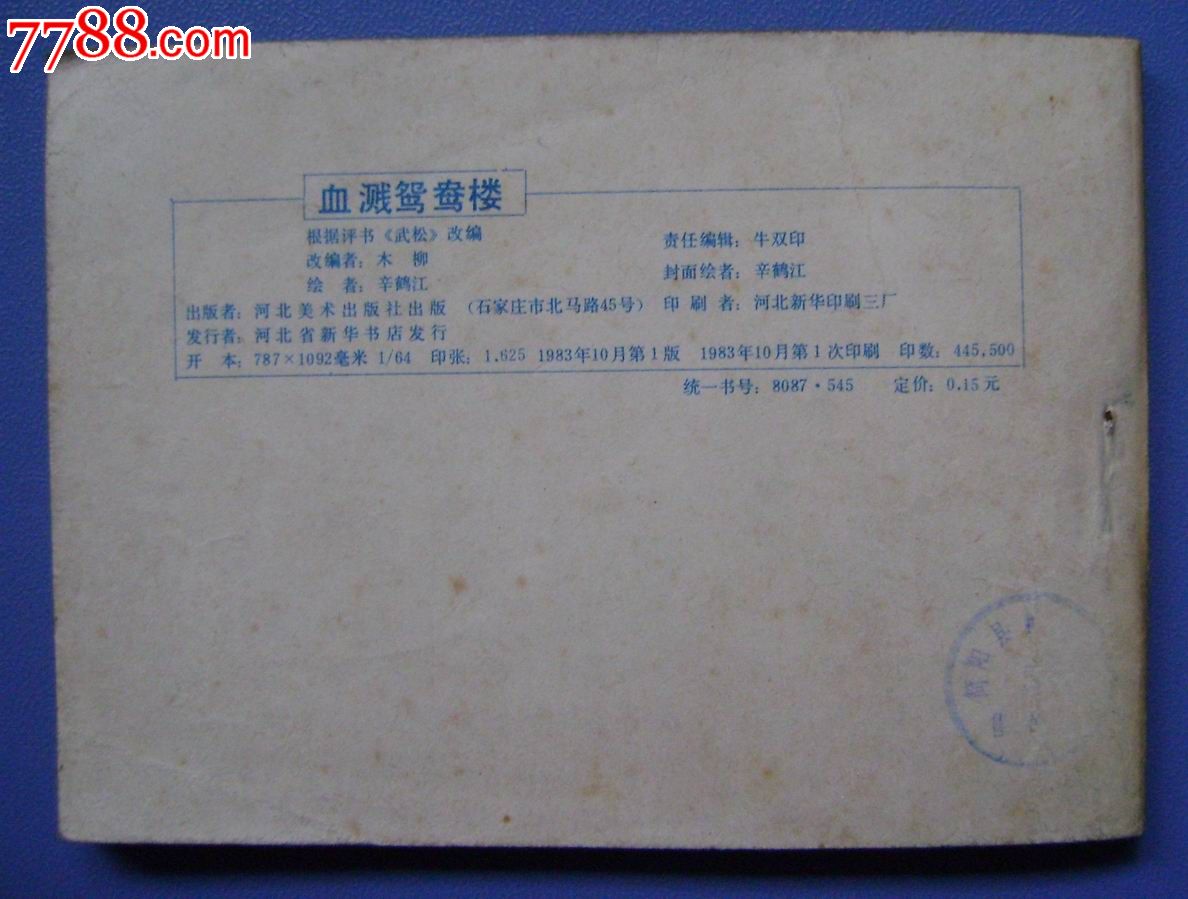 7788.com
血溅鸳鸯楼
根据评书《武松》改编
改编者：木 柳
绘 者：辛鹤江
责任编辑：牛双印
封面绘者：辛鹤江
出版者：河北美术出版社出版 （石家庄市北马路45号） 印 刷 者：河北新华印刷三厂
发行者：河北省新华书店发行
开 本：787×1092毫米 1/64 印张：1.625 1983年10月第1版 1983年10月第1次印刷 印数：445,500
统一书号：8087·545 定价：0.15元